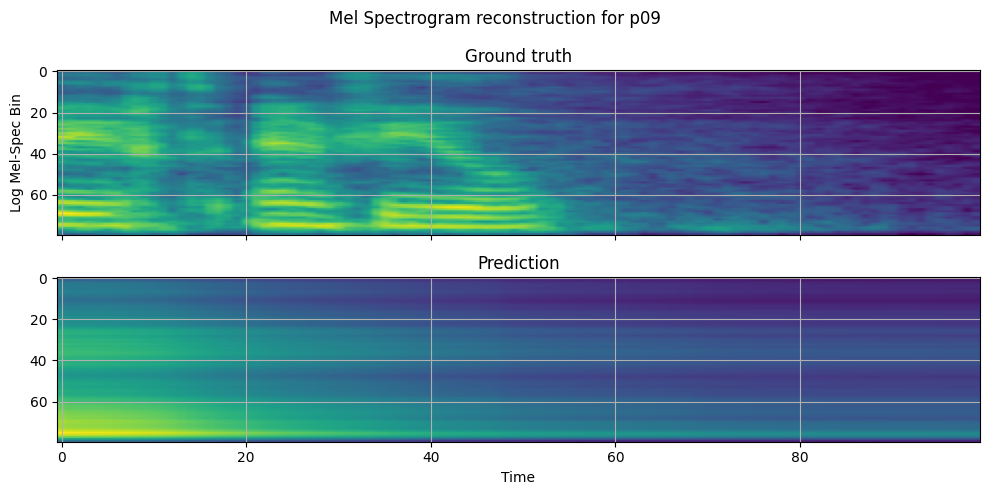 Mel Spectrogram reconstruction for p09
Ground truth
0
20
40
60
Log Mel-Spec Bin
Prediction
0
20
40
60
0 20 40 60 80
Time